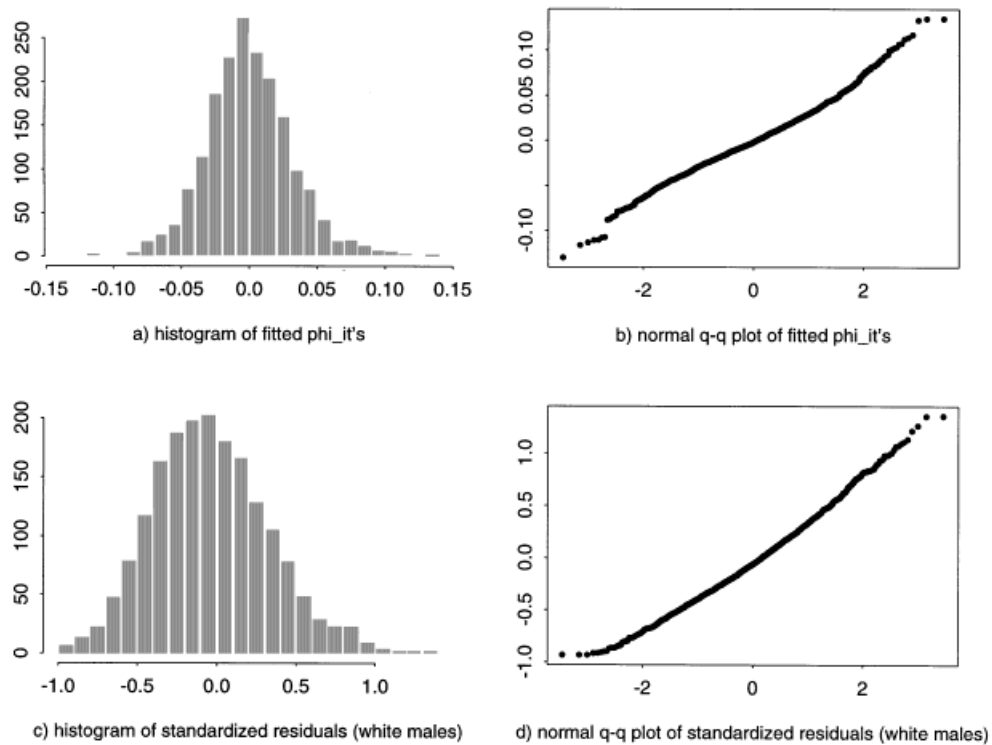 250
200
150
100
50
0
-0.15 -0.10 -0.05 0.0 0.05 0.10 0.15
a) histogram of fitted phi_it's
0.10
0.05
0.0
-0.10
-2 0 2
b) normal q-q plot of fitted phi_it's
200
150
100
50
0
-1.0 -0.5 0.0 0.5 1.0
c) histogram of standardized residuals (white males)
1.0
0.5
0.0
-0.5
-1.0
-2 0 2
d) normal q-q plot of standardized residuals (white males)